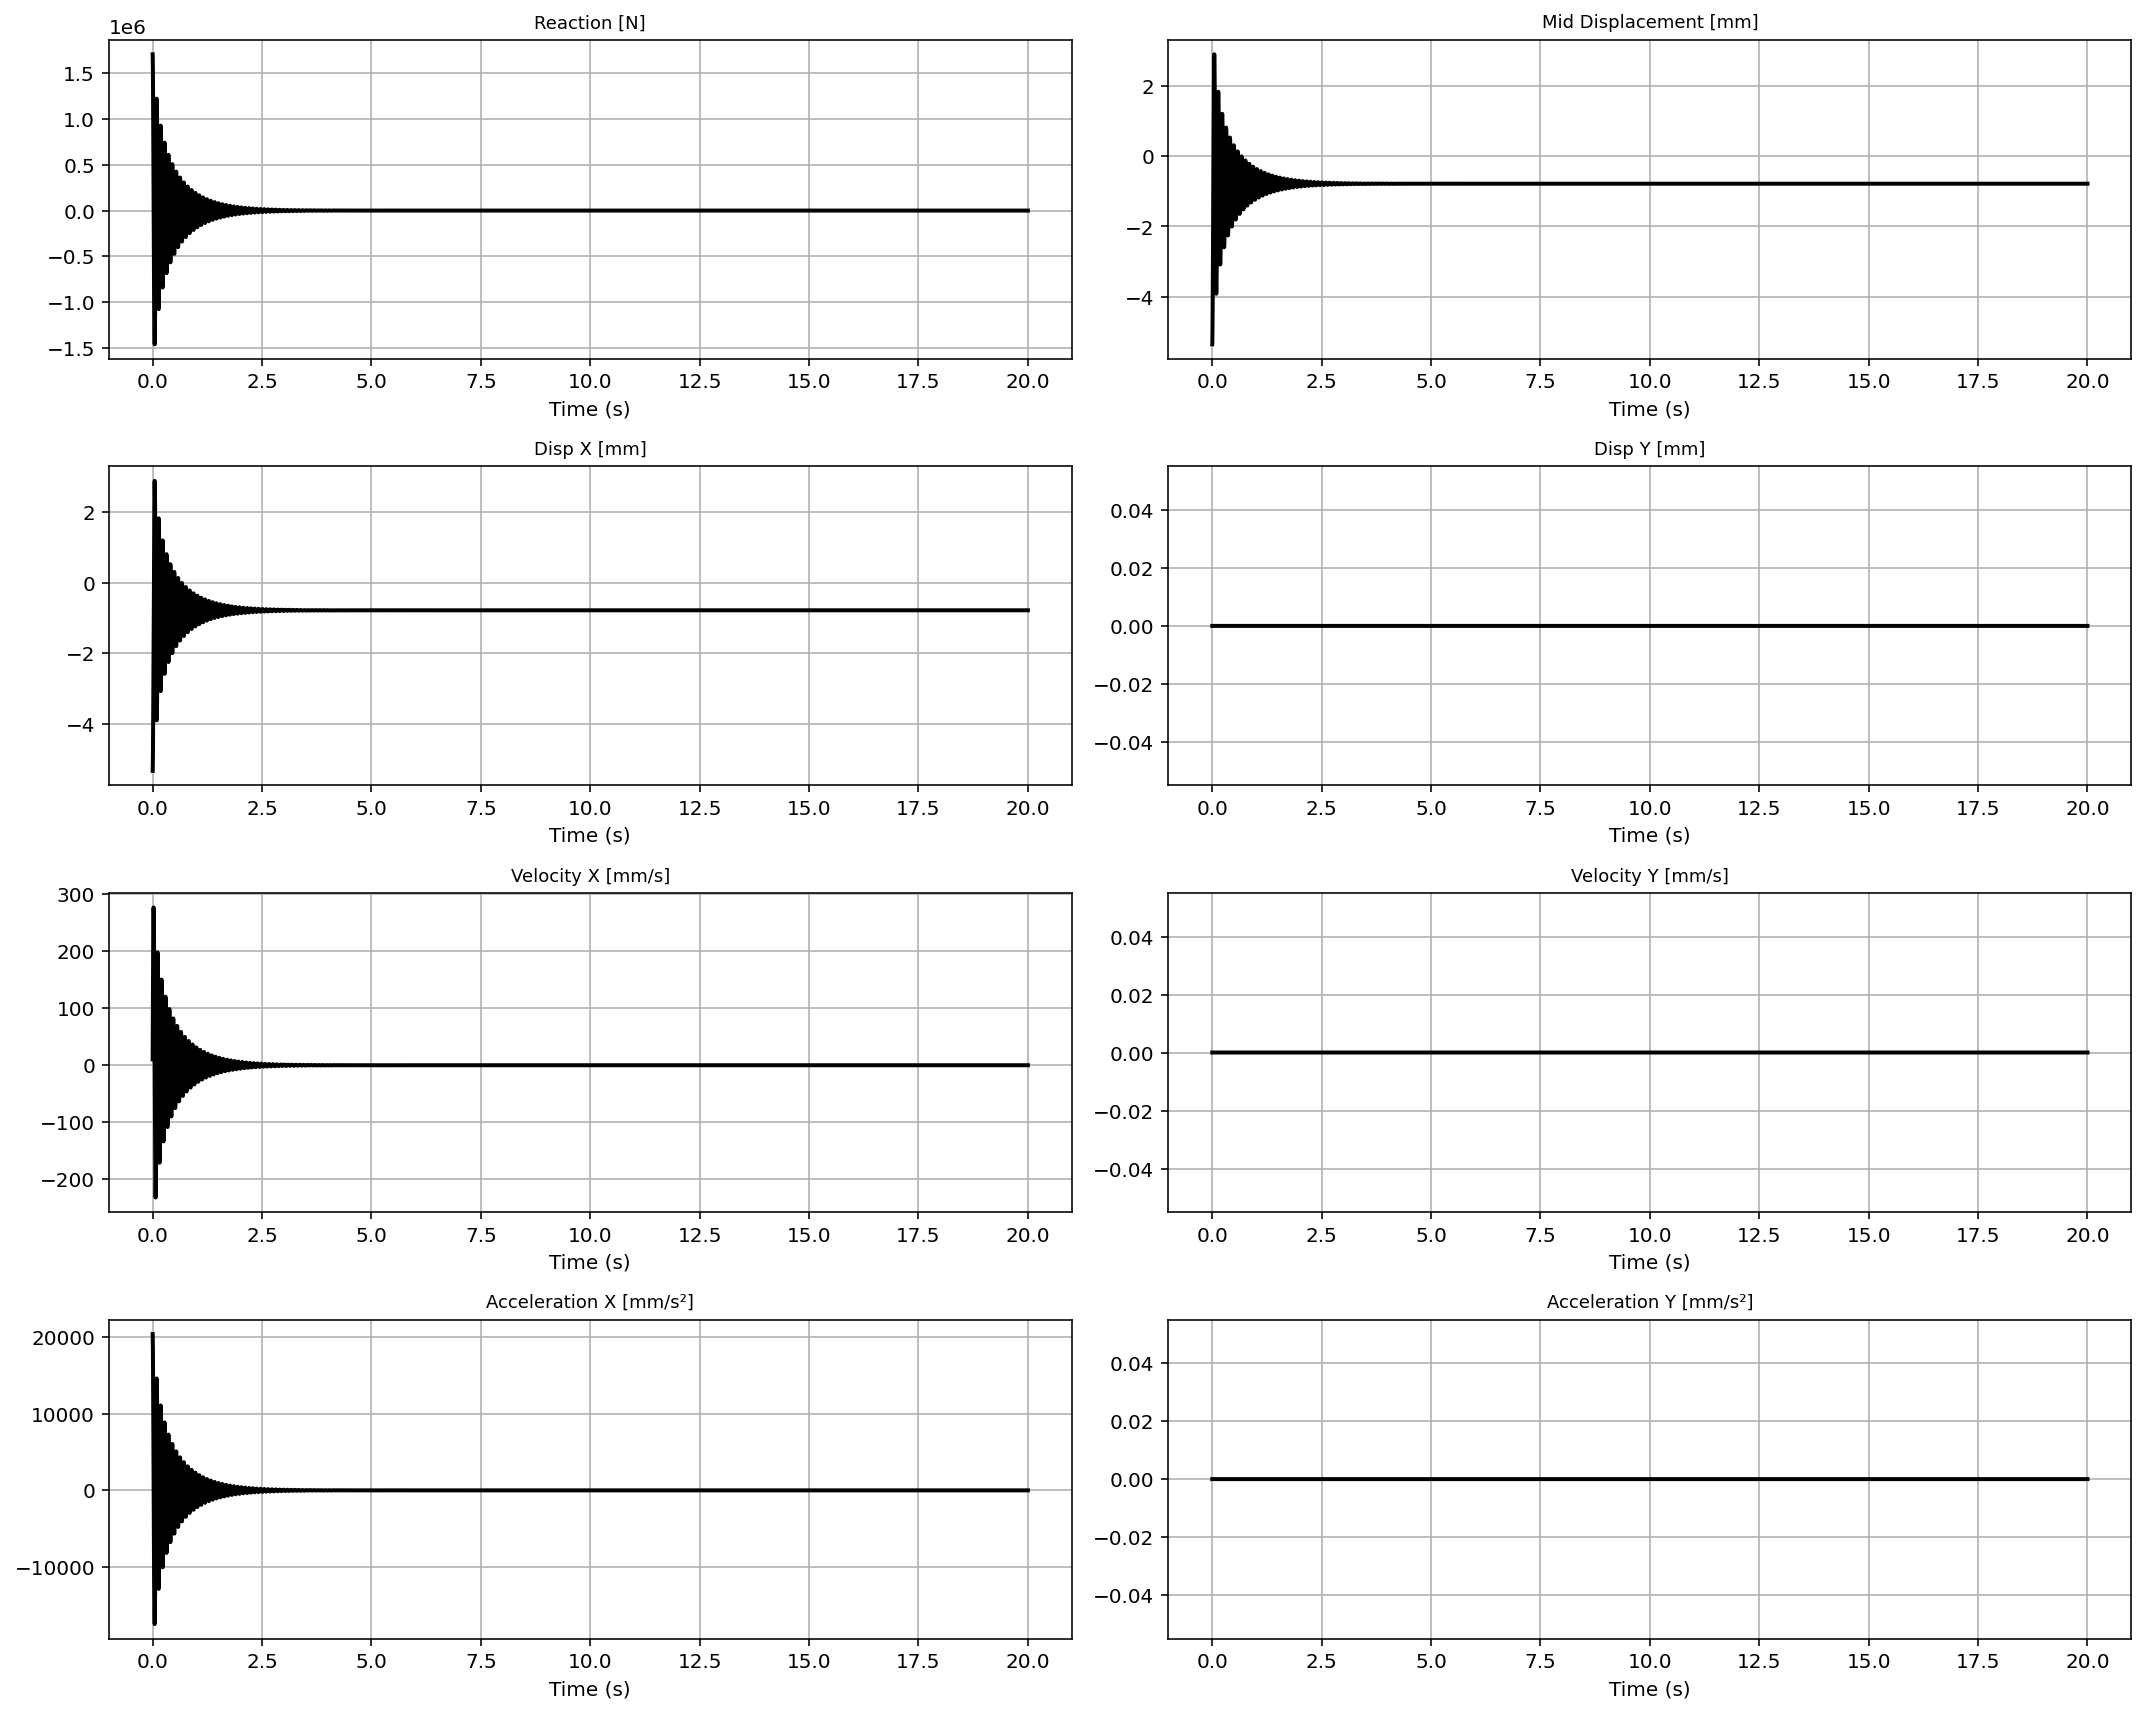 Reaction [N]
1e6
1.5
1.0
0.5
0.0
−0.5
−1.0
−1.5
0.0 2.5 5.0 7.5 10.0 12.5 15.0 17.5 20.0
Time (s)
Mid Displacement [mm]
2
0
−2
−4
0.0 2.5 5.0 7.5 10.0 12.5 15.0 17.5 20.0
Time (s)
Disp X [mm]
2
0
−2
−4
0.0 2.5 5.0 7.5 10.0 12.5 15.0 17.5 20.0
Time (s)
Disp Y [mm]
0.04
0.02
0.00
−0.02
−0.04
0.0 2.5 5.0 7.5 10.0 12.5 15.0 17.5 20.0
Time (s)
Velocity X [mm/s]
300
200
100
0
−100
−200
0.0 2.5 5.0 7.5 10.0 12.5 15.0 17.5 20.0
Time (s)
Velocity Y [mm/s]
0.04
0.02
0.00
−0.02
−0.04
0.0 2.5 5.0 7.5 10.0 12.5 15.0 17.5 20.0
Time (s)
Acceleration X [mm/s²]
20000
10000
0
−10000
0.0 2.5 5.0 7.5 10.0 12.5 15.0 17.5 20.0
Time (s)
Acceleration Y [mm/s²]
0.04
0.02
0.00
−0.02
−0.04
0.0 2.5 5.0 7.5 10.0 12.5 15.0 17.5 20.0
Time (s)